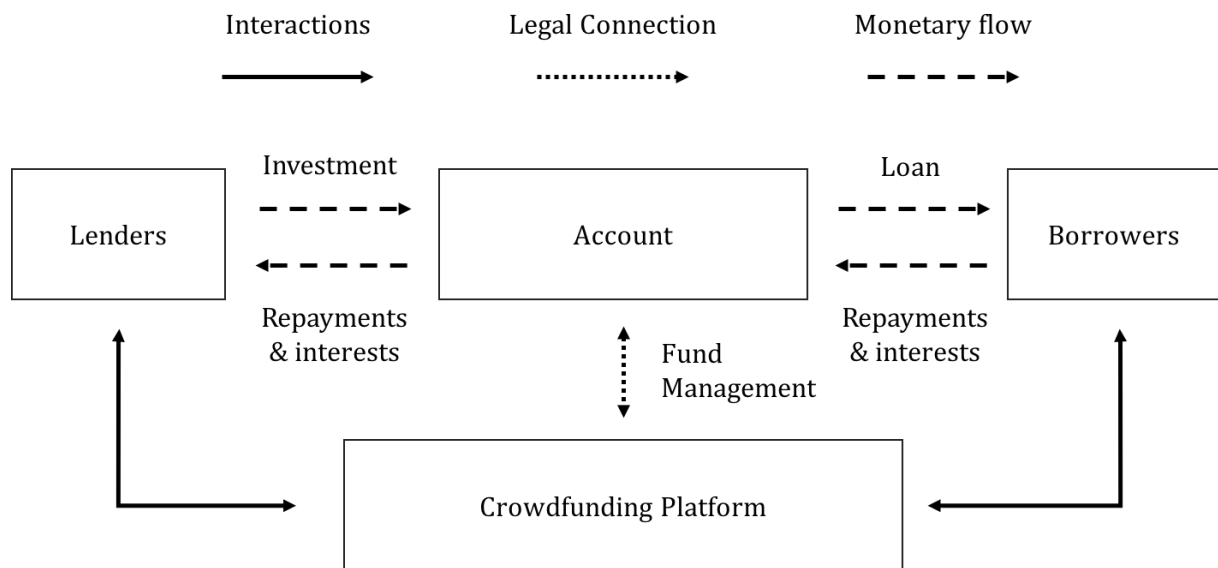 Interactions
Legal Connection
Monetary flow
Investment
Loan
Lenders
Account
Borrowers
Repayments
& interests
Repayments
& interests
Fund
Management
Crowdfunding Platform